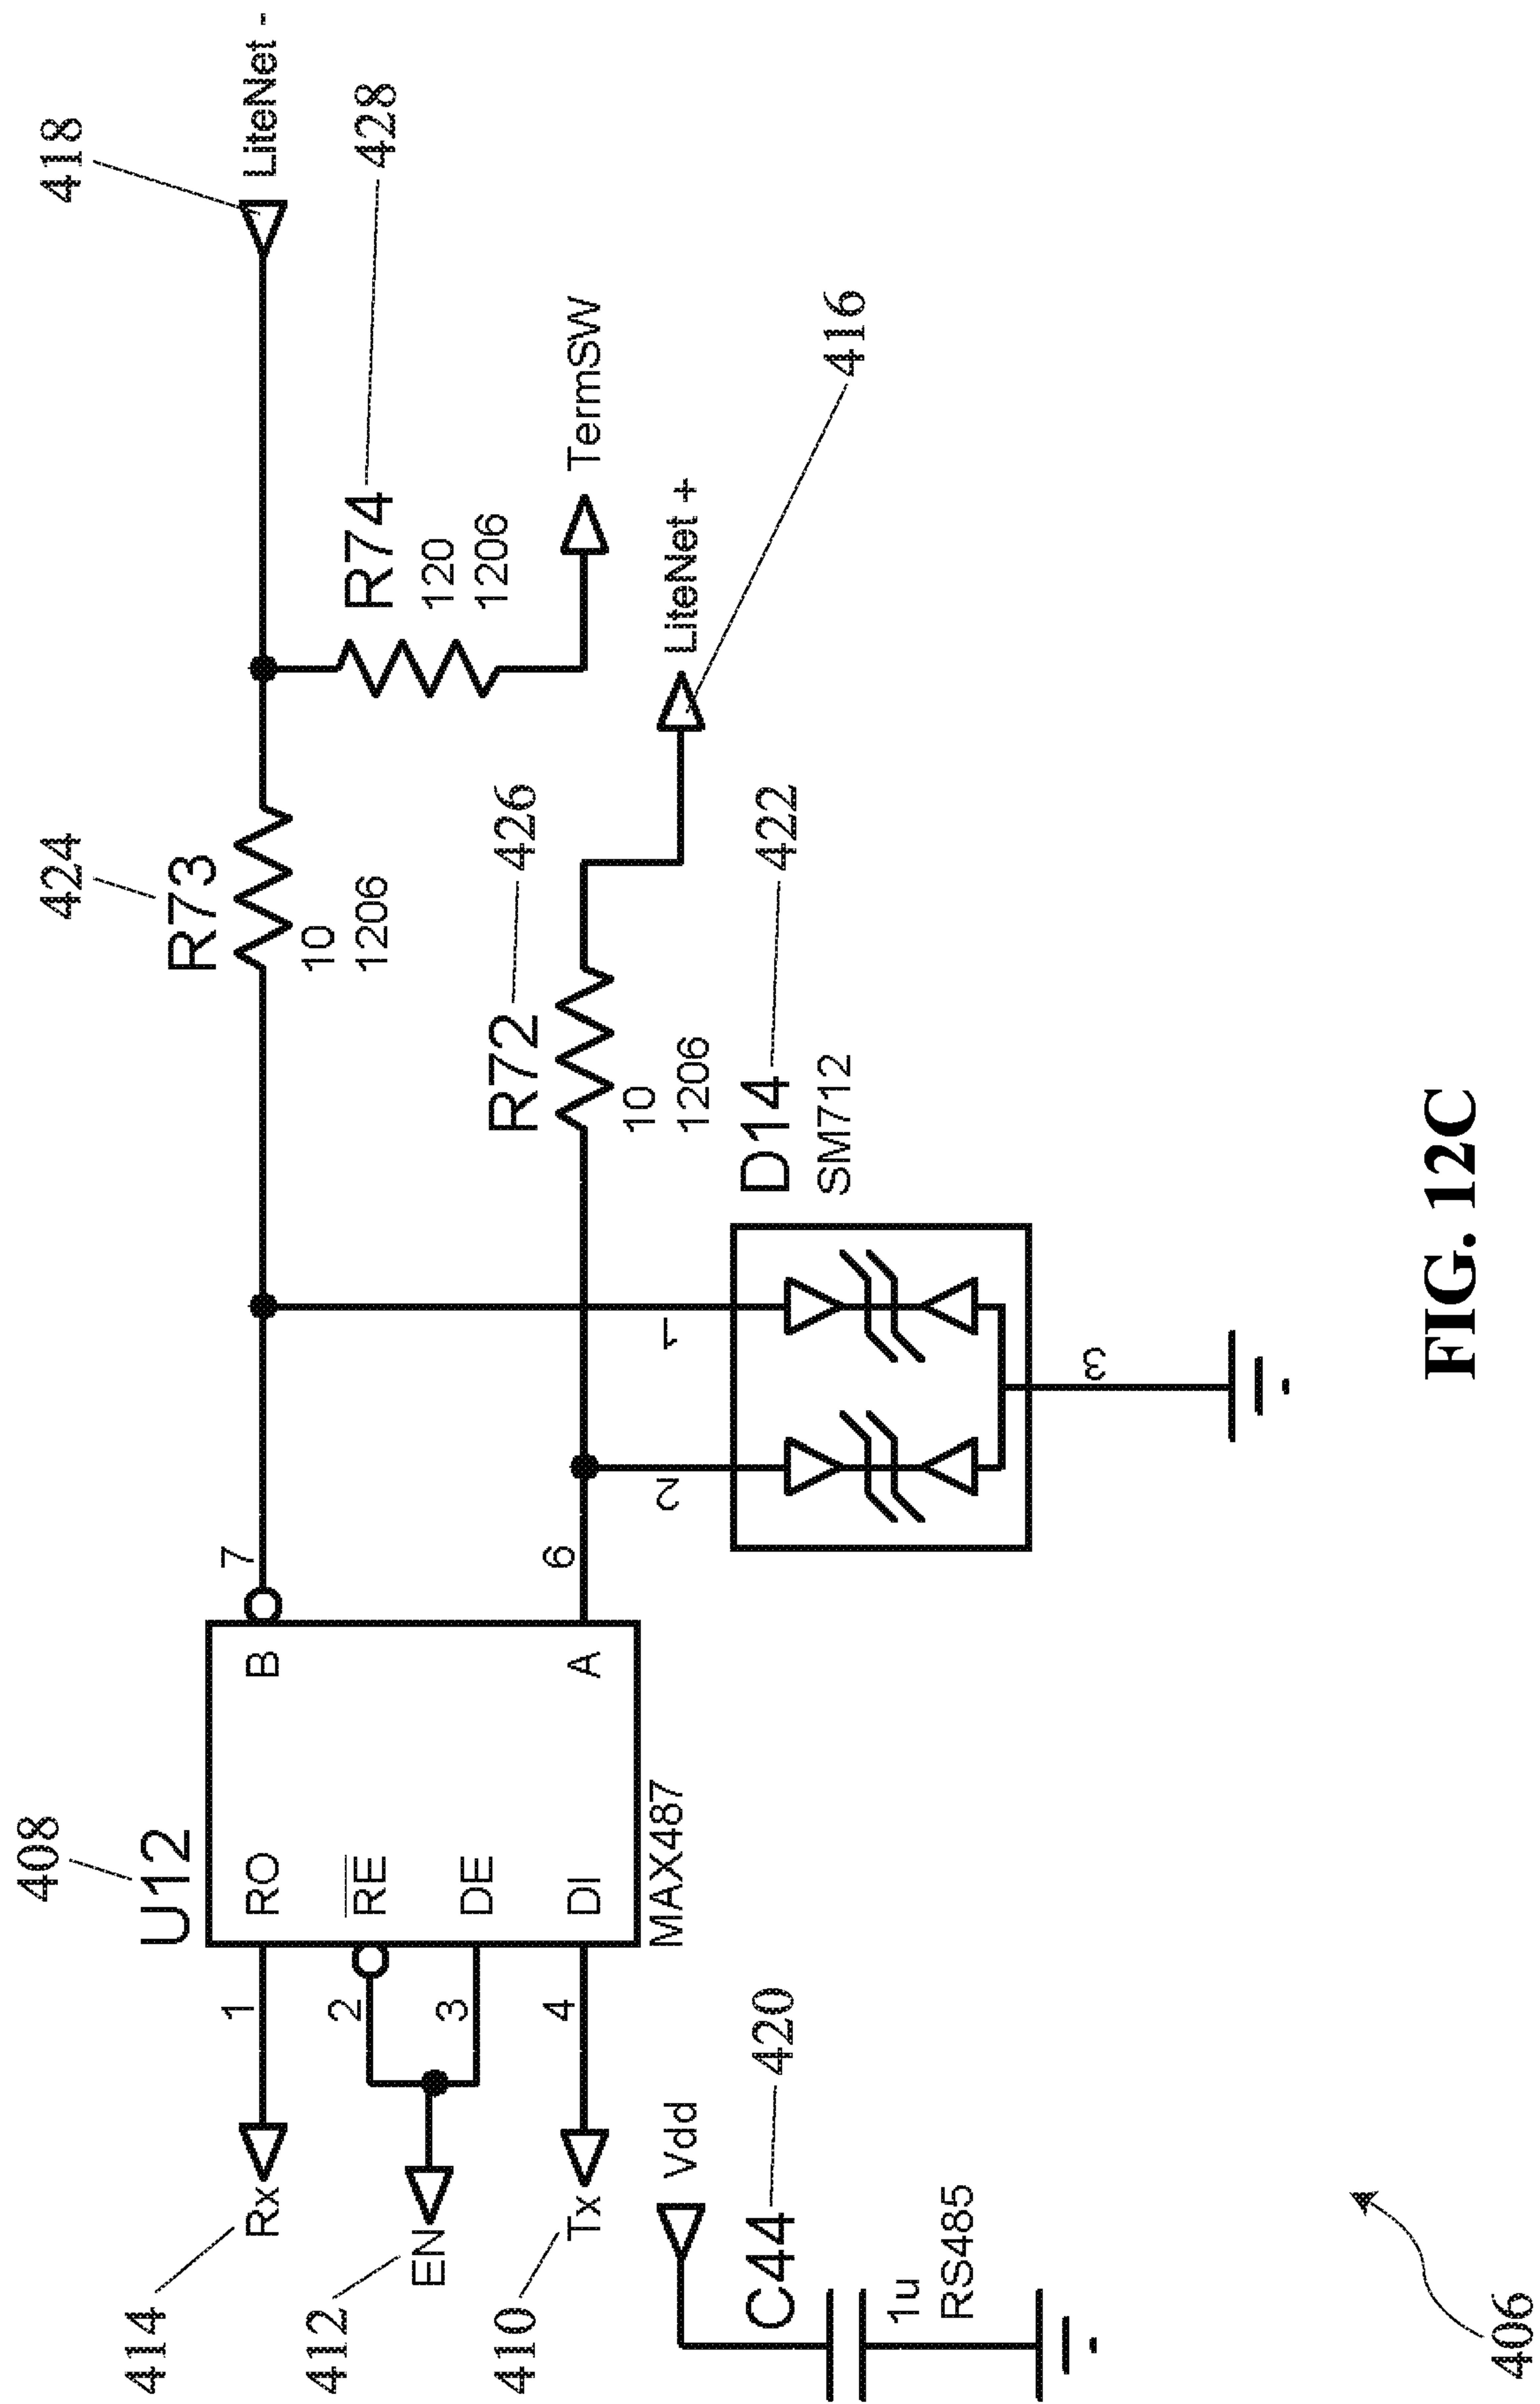 418
LiteNet -
424
R73
10
1206
R74
428
120
1206
TermSW
408
U12
7
RO
B
RE
DE
DI
A
MAX487
1
2
3
4
6
414
Rx
412
EN
410
Tx
R72
426
10
1206
LiteNet +
416
1
2
D14
422
SM712
3
Vdd
C44
420
1u
RS485
406
FIG. 12C